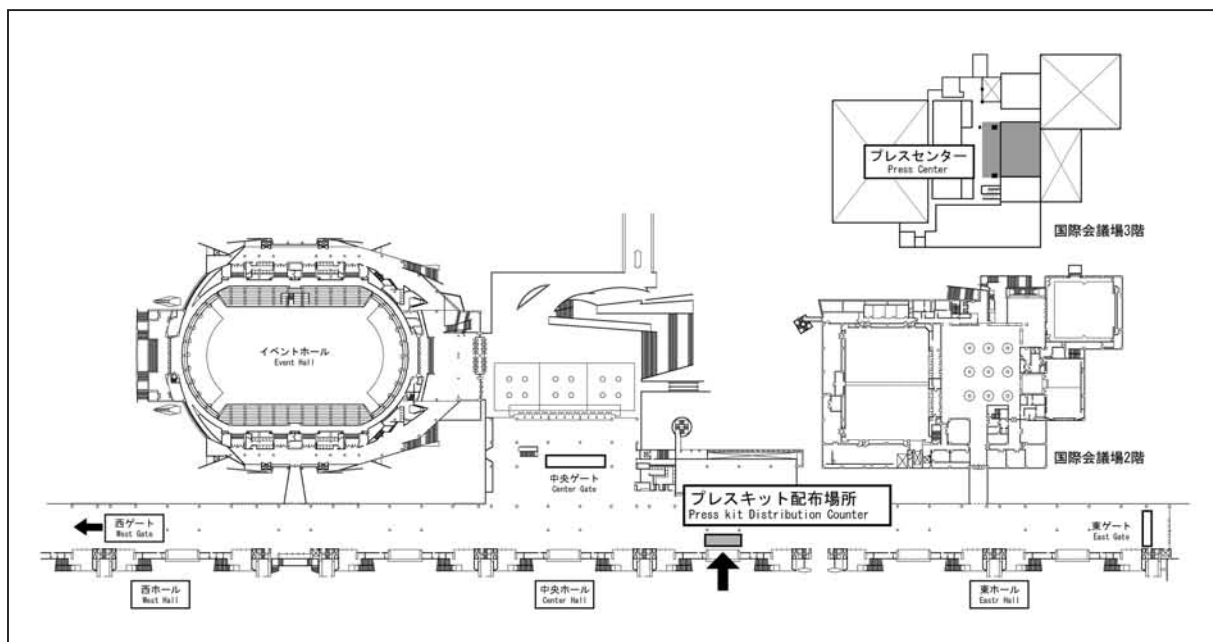 プレスセンター
Press Center
国際会議場3階
イベントホール
Event Hall
国際会議場2階
中央ゲート
Center Gate
プレスキット配布場所
Press kit Distribution Counter
西ゲート
West Gate
東ゲート
East Gate
西ホール
West Hall
中央ホール
Center Hall
東ホール
Eastr Hall